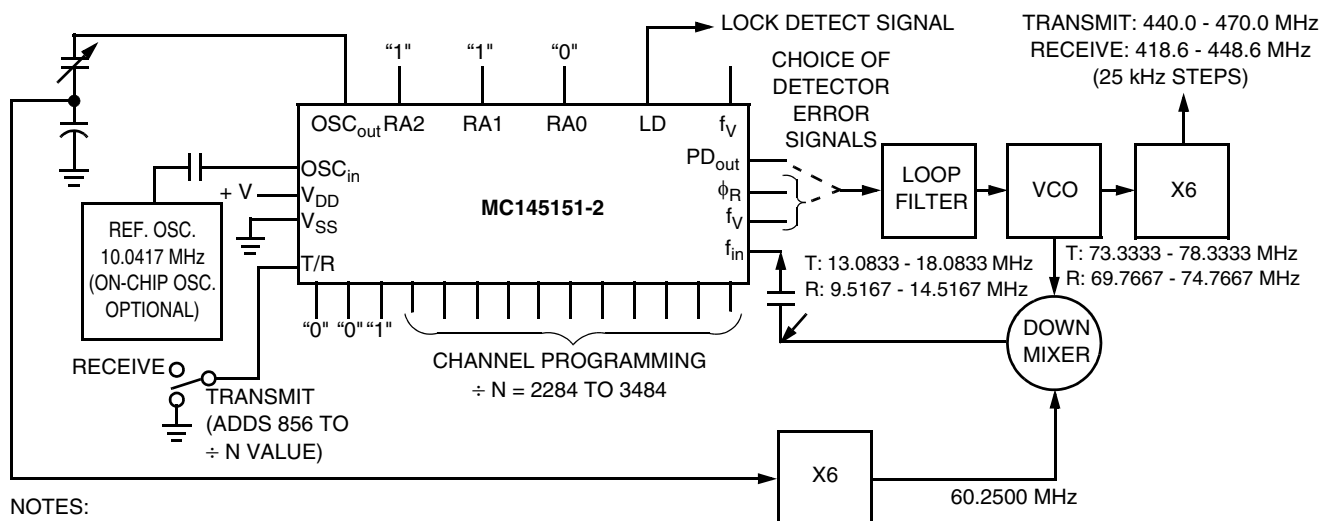 LOCK DETECT SIGNAL
TRANSMIT: 440.0 - 470.0 MHz
RECEIVE: 418.6 - 448.6 MHz
(25 kHz STEPS)
“1" “1" “0"
CHOICE OF
DETECTOR
ERROR
SIGNALS
OSCout RA2 RA1 RA0 LD fV
OSCin
+ V VDD
VSS
T/R
MC145151-2
PDout
ϕR
fV
fin
LOOP
FILTER
VCO
X6
REF. OSC.
10.0417 MHz
(ON-CHIP OSC.
OPTIONAL)
T: 13.0833 - 18.0833 MHz
R: 9.5167 - 14.5167 MHz
T: 73.3333 - 78.3333 MHz
R: 69.7667 - 74.7667 MHz
“0" “0" “1"
CHANNEL PROGRAMMING
÷ N = 2284 TO 3484
DOWN
MIXER
RECEIVE
TRANSMIT
(ADDS 856 TO
÷ N VALUE)
X6
60.2500 MHz
NOTES: